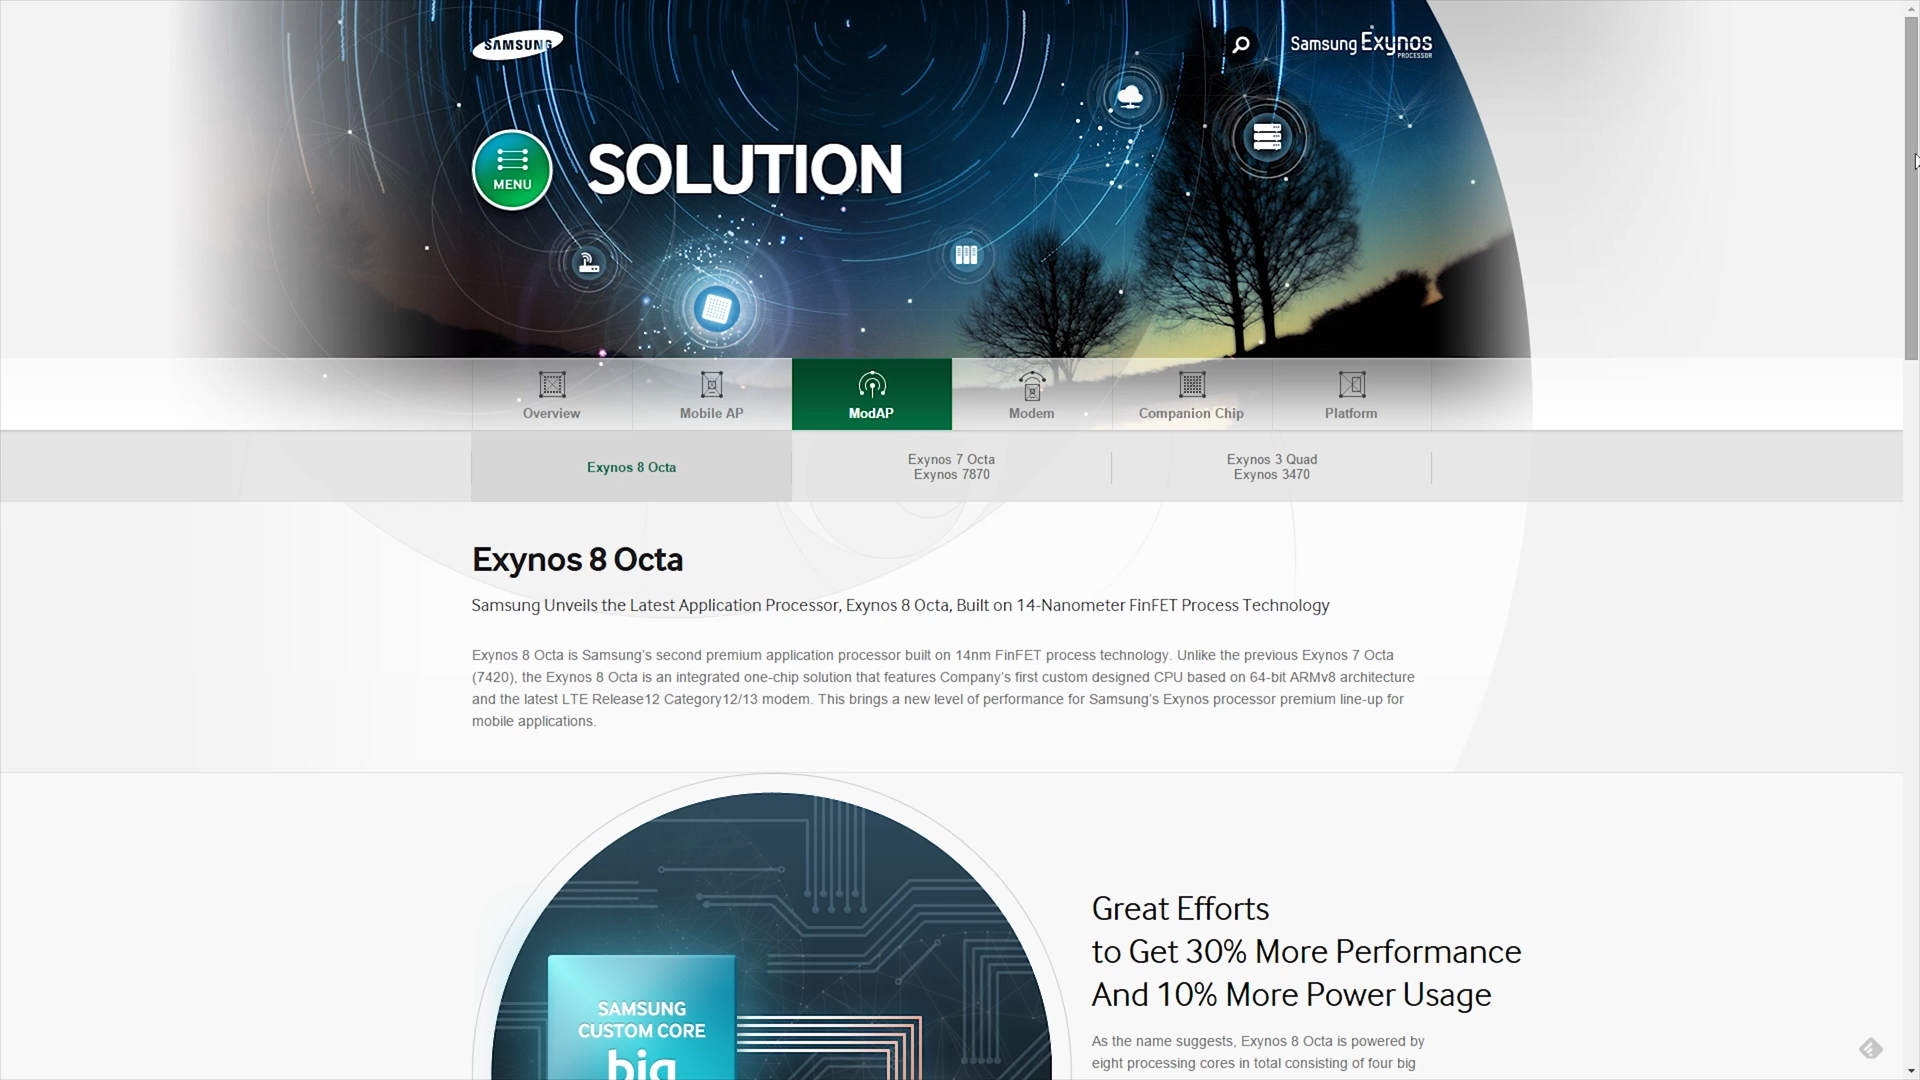 SAMSUNG
Samsung Exynos
PROCESSOR
MENU
SOLUTION
Overview
Mobile AP
ModAP
Modem
Companion Chip
Platform
Exynos 8 Octa
Exynos 7 Octa
Exynos 7870
Exynos 3 Quad
Exynos 3470
Exynos 8 Octa
Samsung Unveils the Latest Application Processor, Exynos 8 Octa, Built on 14-Nanometer FinFET Process Technology
Exynos 8 Octa is Samsung’s second premium application processor built on 14nm FinFET process technology. Unlike the previous Exynos 7 Octa
(7420), the Exynos 8 Octa is an integrated one-chip solution that features Company’s first custom designed CPU based on 64-bit ARMv8 architecture
and the latest LTE Release12 Category12/13 modem. This brings a new level of performance for Samsung’s Exynos processor premium line-up for
mobile applications.
SAMSUNG
CUSTOM CORE
big
Great Efforts
to Get 30% More Performance
And 10% More Power Usage
As the name suggests, Exynos 8 Octa is powered by
eight processing cores in total consisting of four big